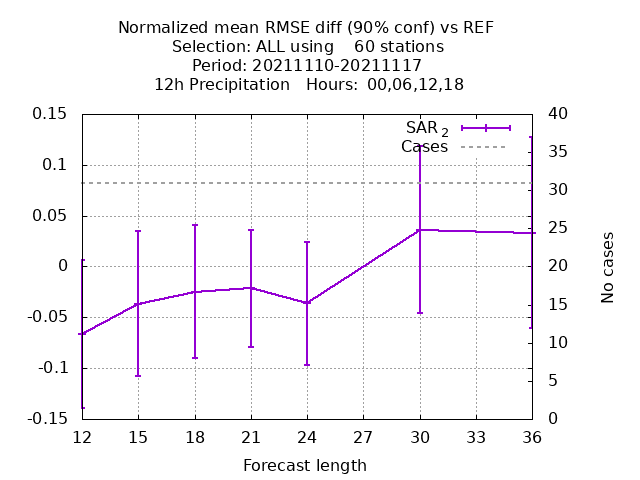 Normalized mean RMSE diff (90% conf) vs REF
Selection: ALL using    60 stations
Period: 20211110-20211117
12h Precipitation   Hours: 00,06,12,18
0.15
0.1
0.05
0
-0.05
-0.1
-0.15
SAR 2
Cases
40
35
30
25
20
15
10
5
0
No cases
12 15 18 21 24 27 30 33 36
Forecast length